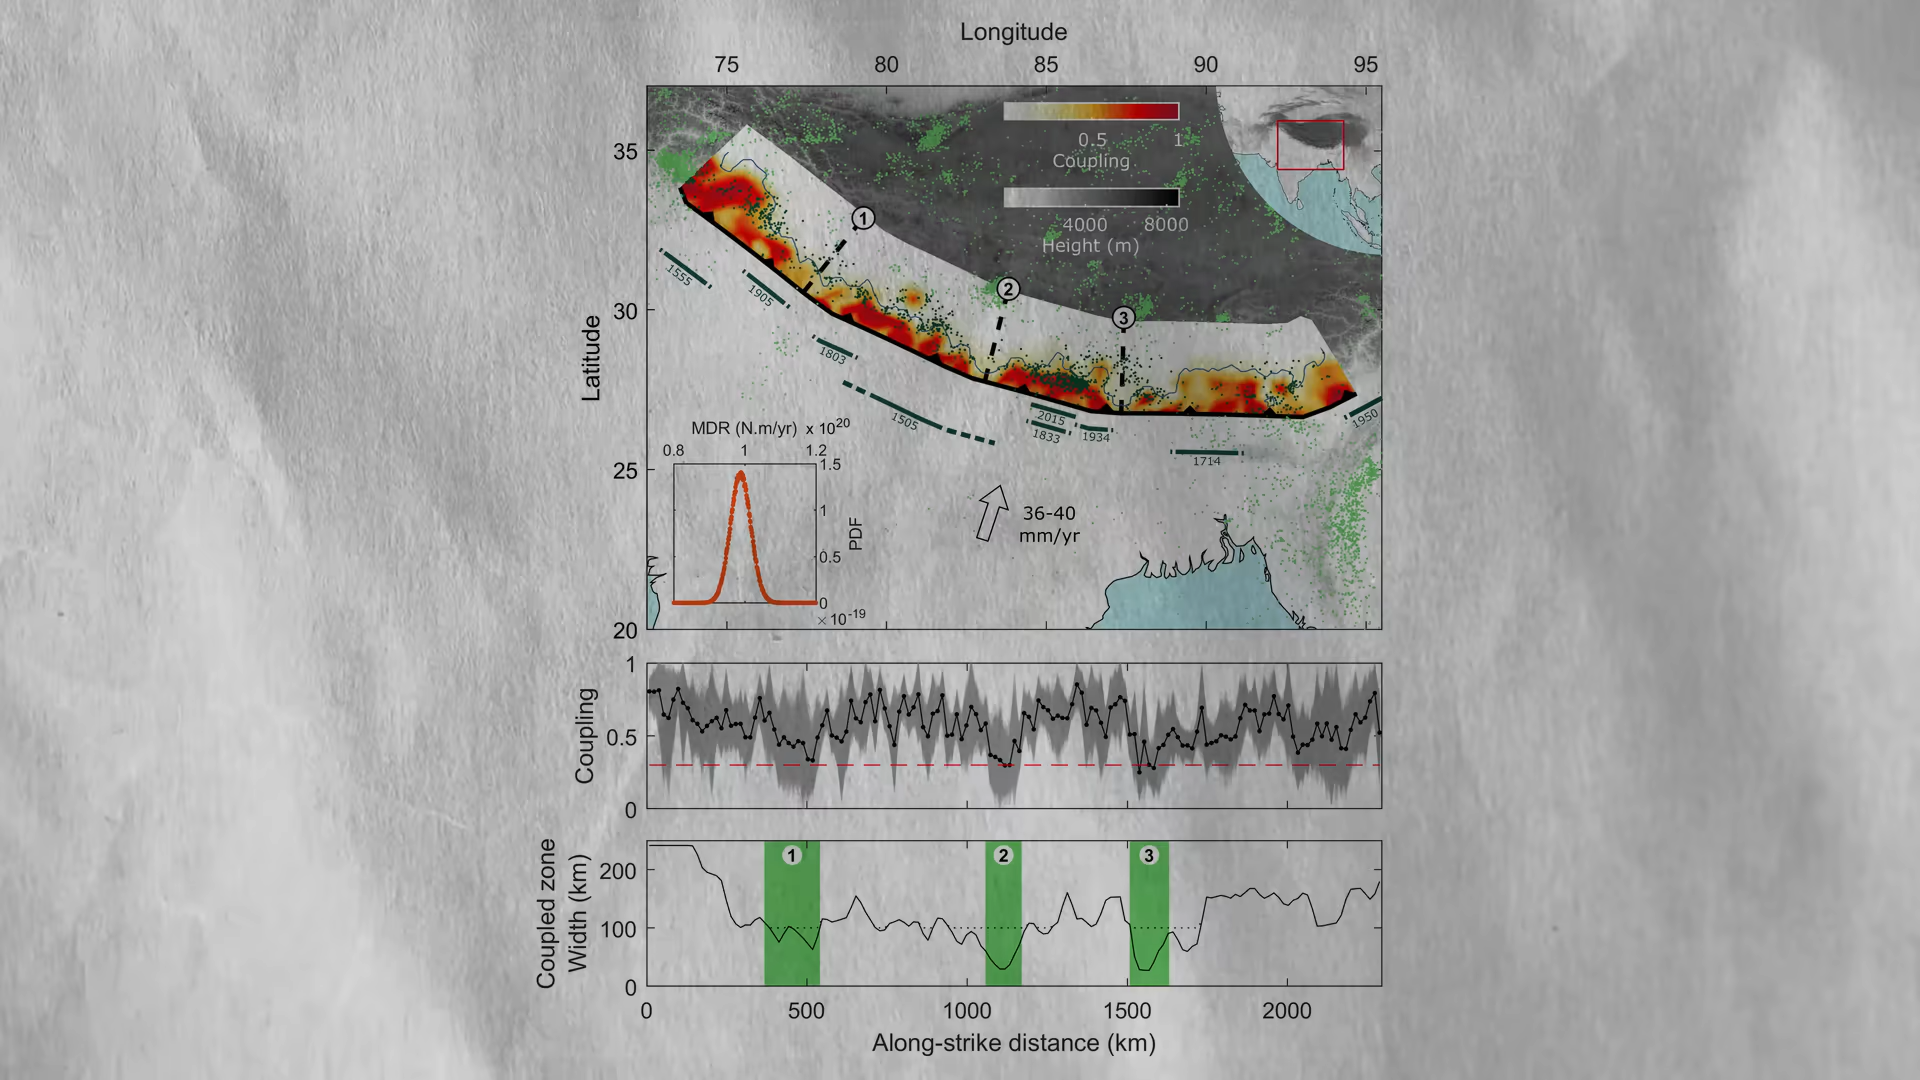 Longitude
75 80 85 90 95
35
30
25
20
Latitude
0.5 1
Coupling
4000 8000
Height (m)
1
2
3
1555
1905
1803
1505
2015
1833
1934
1714
1950
MDR (N.m/yr) x 10²⁰
0.8 1 1.2
1.5
1
0.5
0
PDF
×10⁻¹⁹
36-40
mm/yr
1
0.5
0
Coupling
1 2 3
200
100
0
Coupled zone
Width (km)
0 500 1000 1500 2000
Along-strike distance (km)